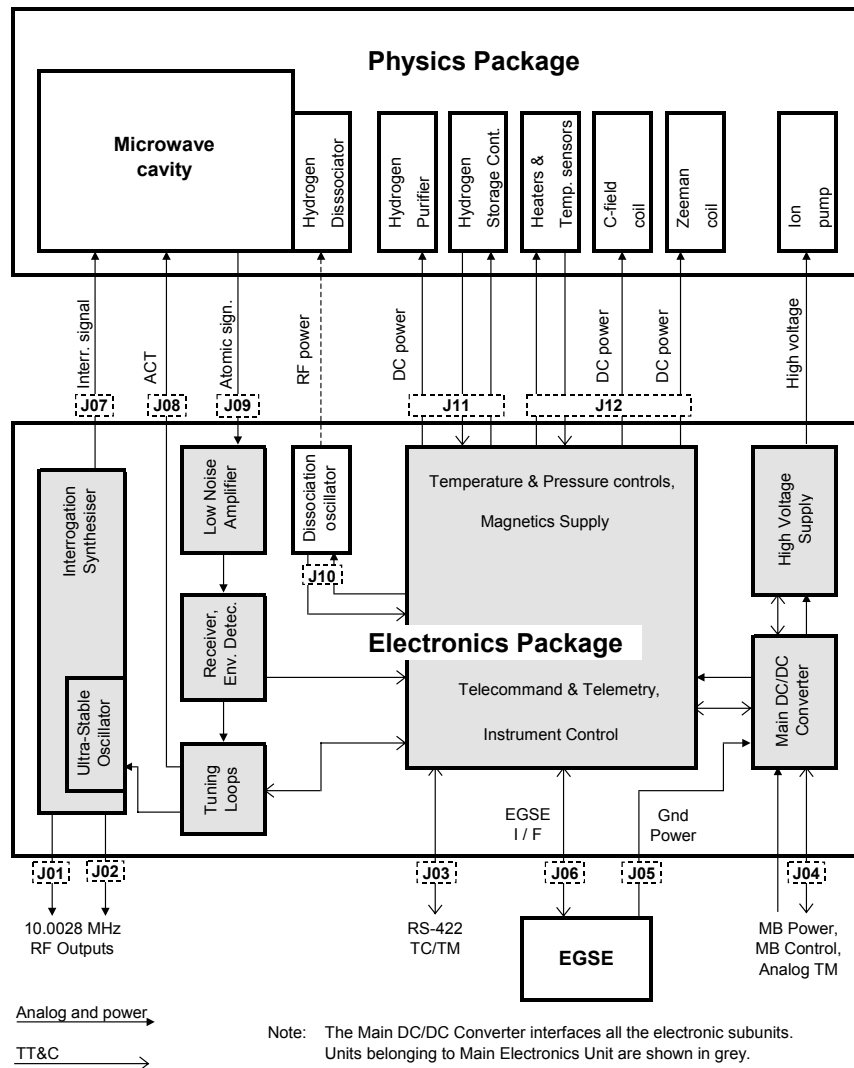 Physics Package
Microwave
cavity
Hydrogen
Disssociator
Hydrogen
Purifier
Hydrogen
Storage Cont.
Heaters &
Temp. sensors
C-field
coil
Zeeman
coil
Ion
pump
Interr. signal
ACT
Atomic sign.
RF power
DC power
DC power
DC power
High voltage
J07
J08
J09
J11
J12
Interrogation
Synthesiser
Ultra-Stable
Oscillator
Low Noise
Amplifier
Receiver,
Env. Detec.
Tuning
Loops
Dissociation
oscillator
J10
Temperature & Pressure controls,
Magnetics Supply
Electronics Package
Telecommand & Telemetry,
Instrument Control
High Voltage
Supply
Main DC/DC
Converter
EGSE
I / F
Gnd
Power
J01
J02
J03
J06
J05
J04
10.0028 MHz
RF Outputs
RS-422
TC/TM
EGSE
MB Power,
MB Control,
Analog TM
Analog and power
TT&C
Note: The Main DC/DC Converter interfaces all the electronic subunits.
Units belonging to Main Electronics Unit are shown in grey.